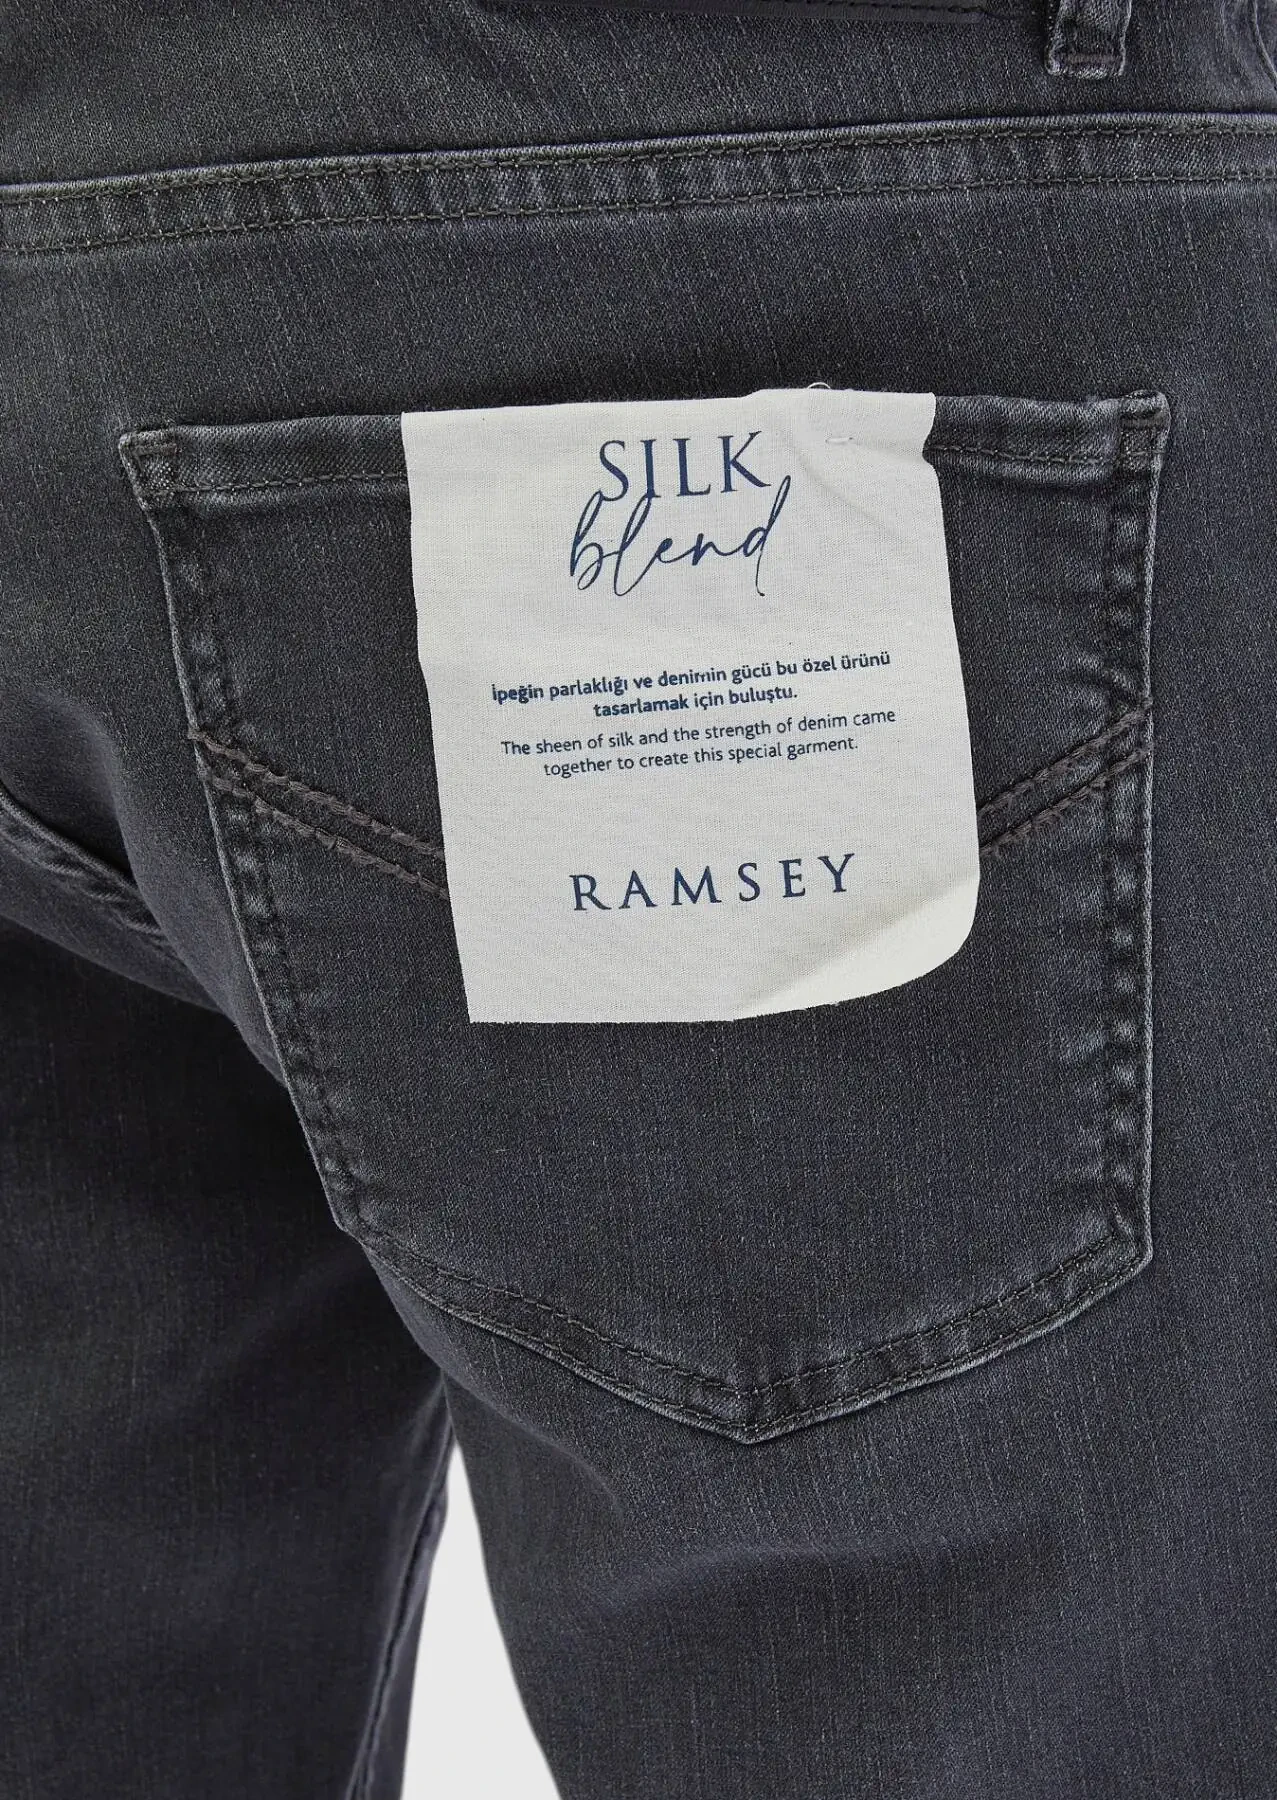 SILK
blend
İpeğin parlaklığı ve denimin gücü bu özel ürünü
tasarlamak için buluştu.
The sheen of silk and the strength of denim came
together to create this special garment.
RAMSEY